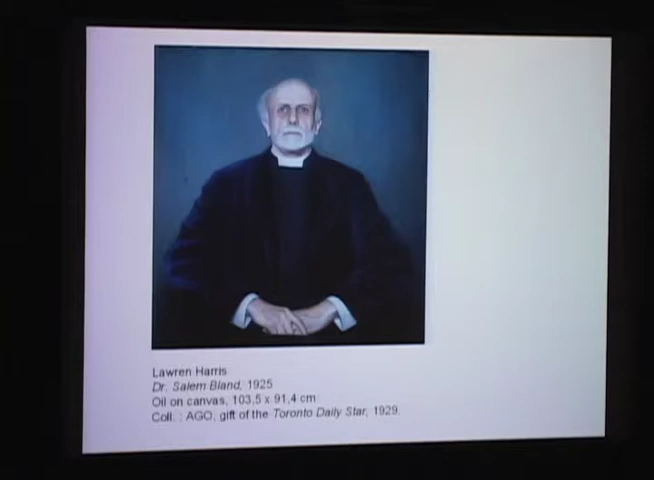 Lawren Harris
Dr. Salem Bland, 1925
Oil on canvas, 103,5 x 91,4 cm
Coll. : AGO, gift of the Toronto Daily Star, 1929.